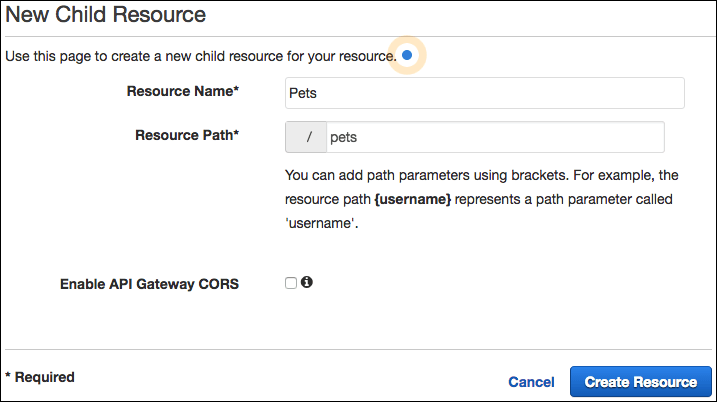 New Child Resource
Use this page to create a new child resource for your resource.
Resource Name*
Pets
Resource Path*
/ pets
You can add path parameters using brackets. For example, the
resource path {username} represents a path parameter called
'username'.
Enable API Gateway CORS
* Required
Cancel
Create Resource